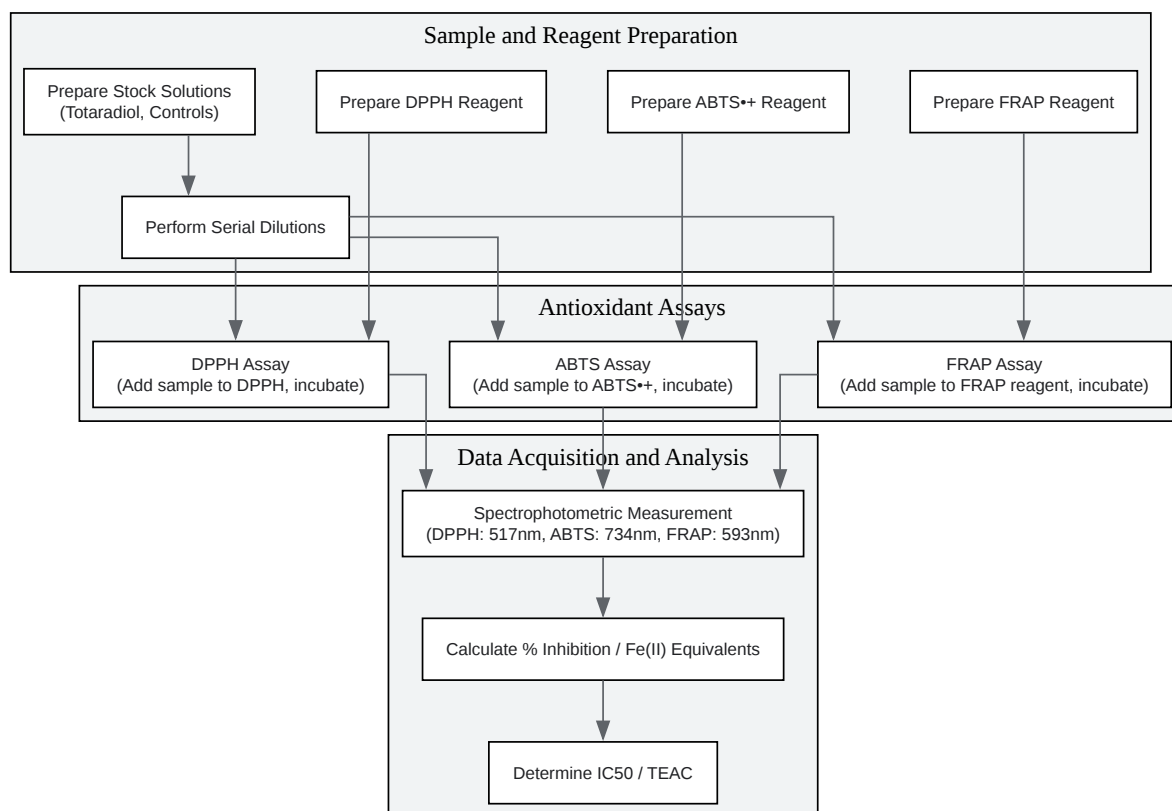 Sample and Reagent Preparation
Prepare Stock Solutions
(Totaradiol, Controls)
Prepare DPPH Reagent
Prepare ABTS•+ Reagent
Prepare FRAP Reagent
Perform Serial Dilutions
Antioxidant Assays
DPPH Assay
(Add sample to DPPH, incubate)
ABTS Assay
(Add sample to ABTS•+, incubate)
FRAP Assay
(Add sample to FRAP reagent, incubate)
Data Acquisition and Analysis
Spectrophotometric Measurement
(DPPH: 517nm, ABTS: 734nm, FRAP: 593nm)
Calculate % Inhibition / Fe(II) Equivalents
Determine IC50 / TEAC